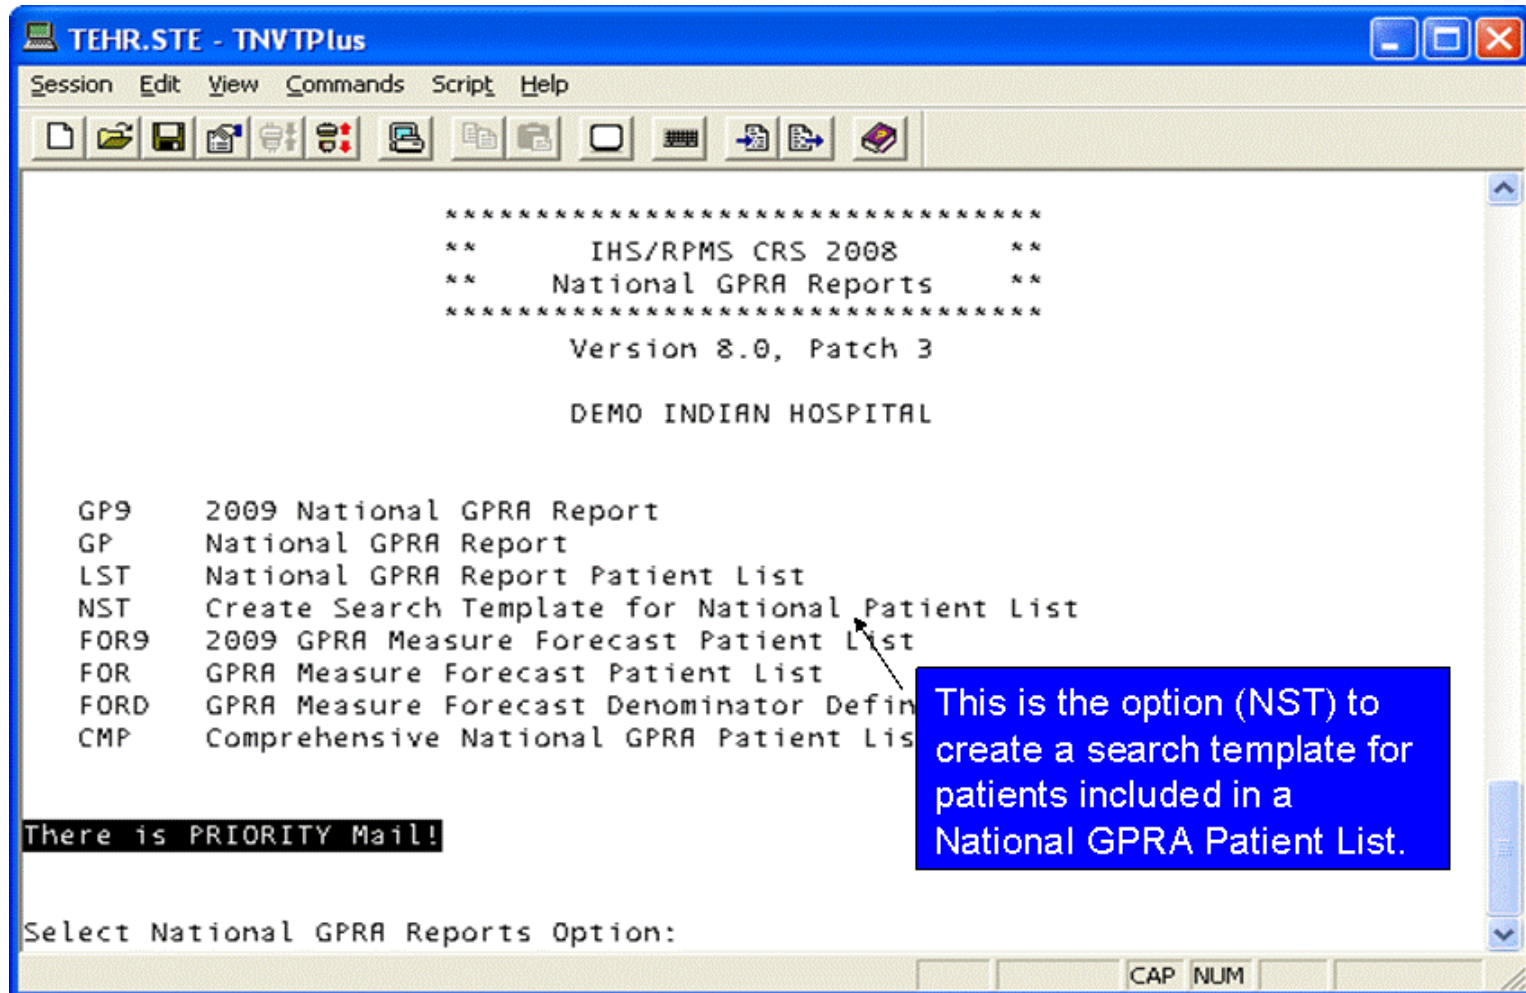 TEHR.STE - TNVTPlus
Session Edit View Commands Script Help
***********************************
** IHS/RPMS CRS 2008 **
** National GPRA Reports **
***********************************
Version 8.0, Patch 3
DEMO INDIAN HOSPITAL
GP9 2009 National GPRA Report
GP National GPRA Report
LST National GPRA Report Patient List
NST Create Search Template for National Patient List
FOR9 2009 GPRA Measure Forecast Patient List
FOR GPRA Measure Forecast Patient List
FORD GPRA Measure Forecast Denominator Defin
CMP Comprehensive National GPRA Patient Lis
This is the option (NST) to
create a search template for
patients included in a
National GPRA Patient List.
There is PRIORITY Mail!
Select National GPRA Reports Option:
CAP NUM